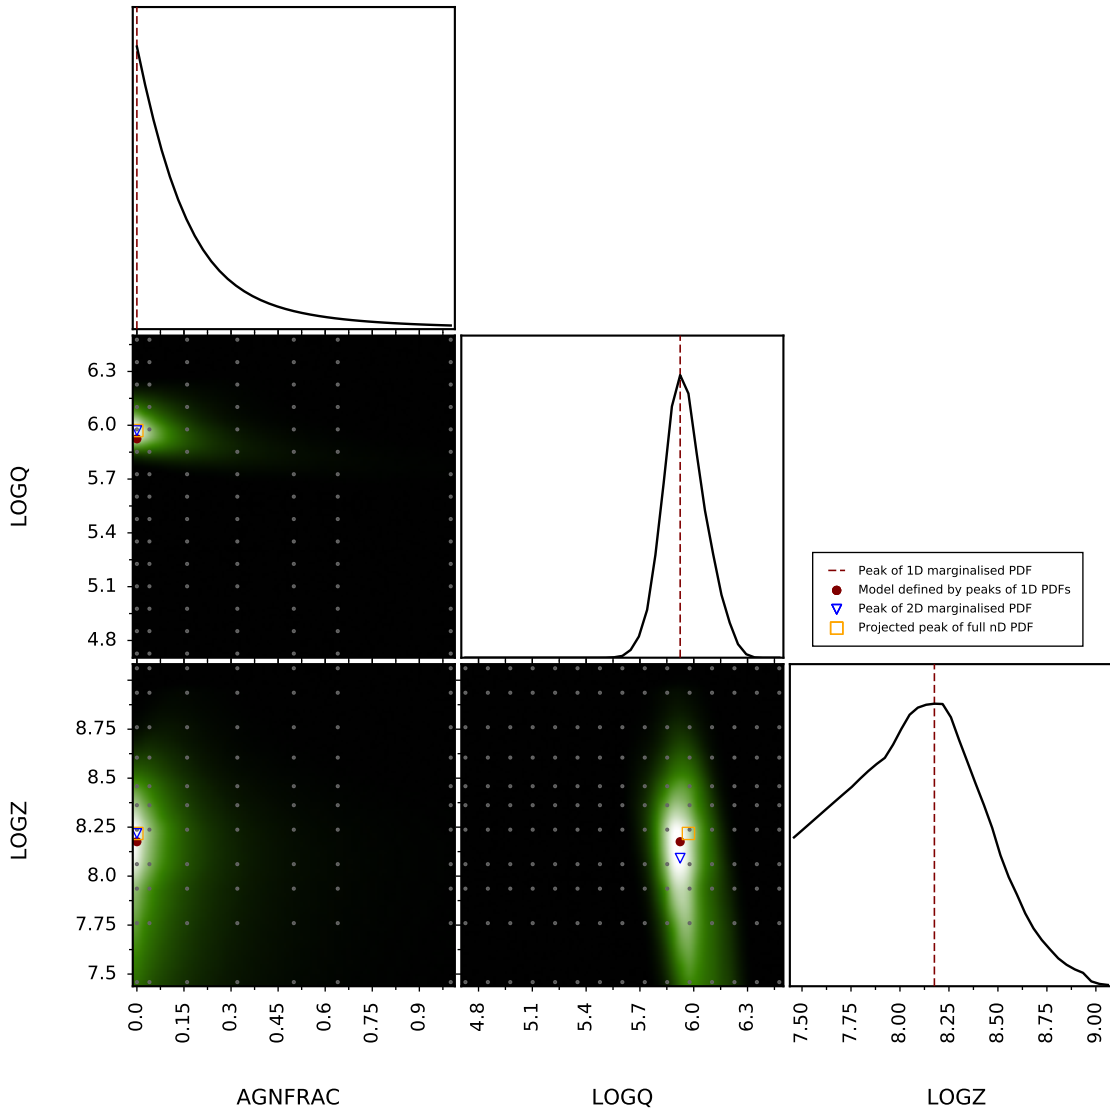 6.3
6.0
5.7
5.4
5.1
4.8
LOGQ
Peak of 1D marginalised PDF
Model defined by peaks of 1D PDFs
Peak of 2D marginalised PDF
Projected peak of full nD PDF
8.75
8.5
8.25
8.0
7.75
7.5
LOGZ
0.0 0.15 0.3 0.45 0.6 0.75 0.9
4.8 5.1 5.4 5.7 6.0 6.3
7.50 7.75 8.00 8.25 8.50 8.75 9.00
AGNFRAC LOGQ LOGZ